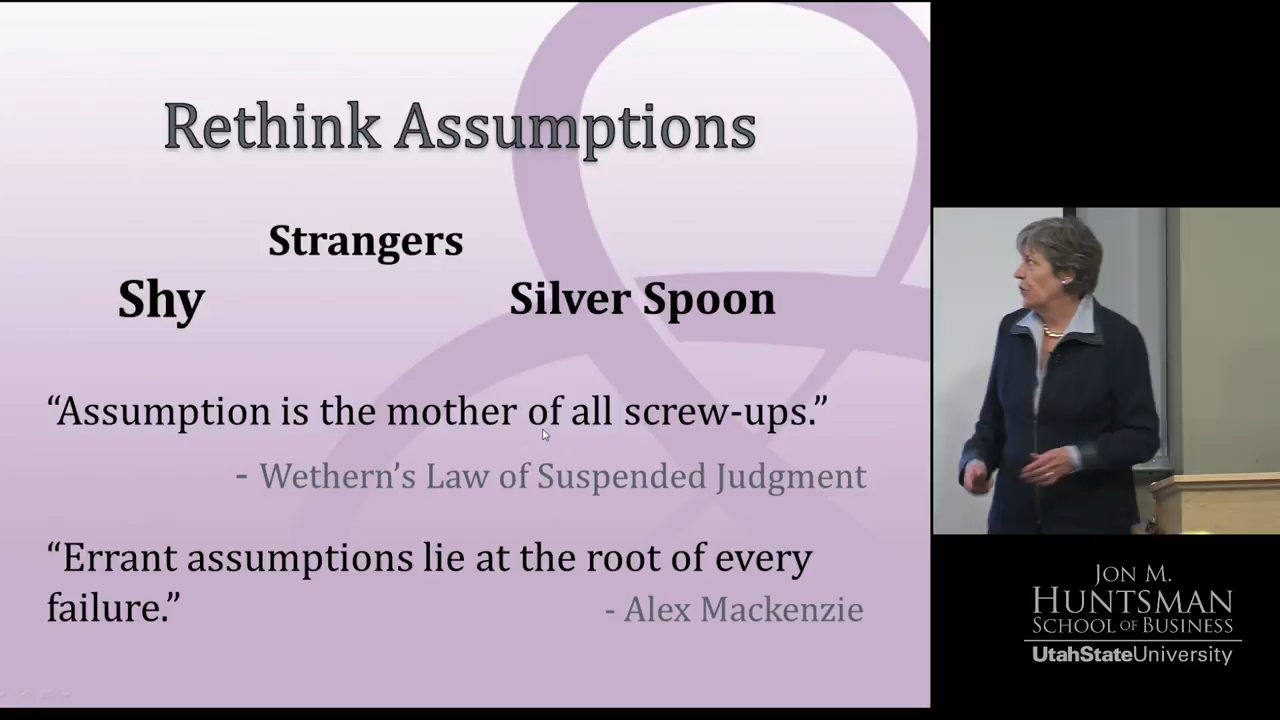 Rethink Assumptions
Strangers
Shy
Silver Spoon
“Assumption is the mother of all screw-ups.”
- Wethern’s Law of Suspended Judgment
“Errant assumptions lie at the root of every
failure.”
- Alex Mackenzie
JON M.
HUNTSMAN
SCHOOL OF BUSINESS
UtahStateUniversity